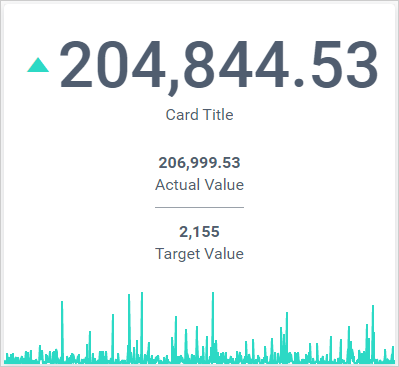 204,844.53
Card Title
206,999.53
Actual Value
2,155
Target Value